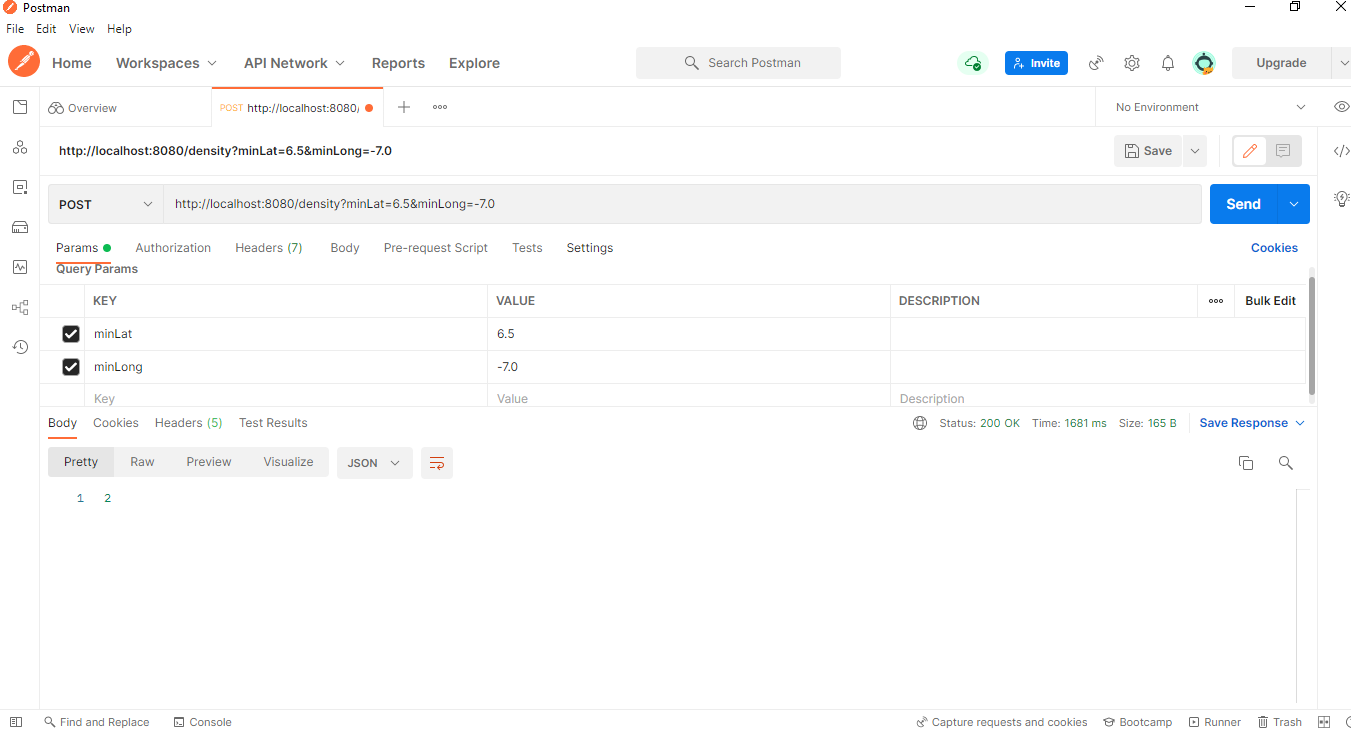 Postman
File Edit View Help
Home Workspaces API Network Reports Explore Search Postman Invite Upgrade
Overview POST http://localhost:8080/ No Environment
http://localhost:8080/density?minLat=6.5&minLong=-7.0 Save
POST http://localhost:8080/density?minLat=6.5&minLong=-7.0 Send
Params Authorization Headers (7) Body Pre-request Script Tests Settings Cookies
Query Params
KEY VALUE DESCRIPTION Bulk Edit
minLat 6.5
minLong -7.0
Key Value Description
Body Cookies Headers (5) Test Results Status: 200 OK Time: 1681 ms Size: 165 B Save Response
Pretty Raw Preview Visualize JSON
1 2
Find and Replace Console Capture requests and cookies Bootcamp Runner Trash